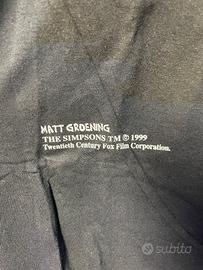 MATT GROENING
THE SIMPSONS TM © 1999
Twentieth Century Fox Film Corporation.
subito